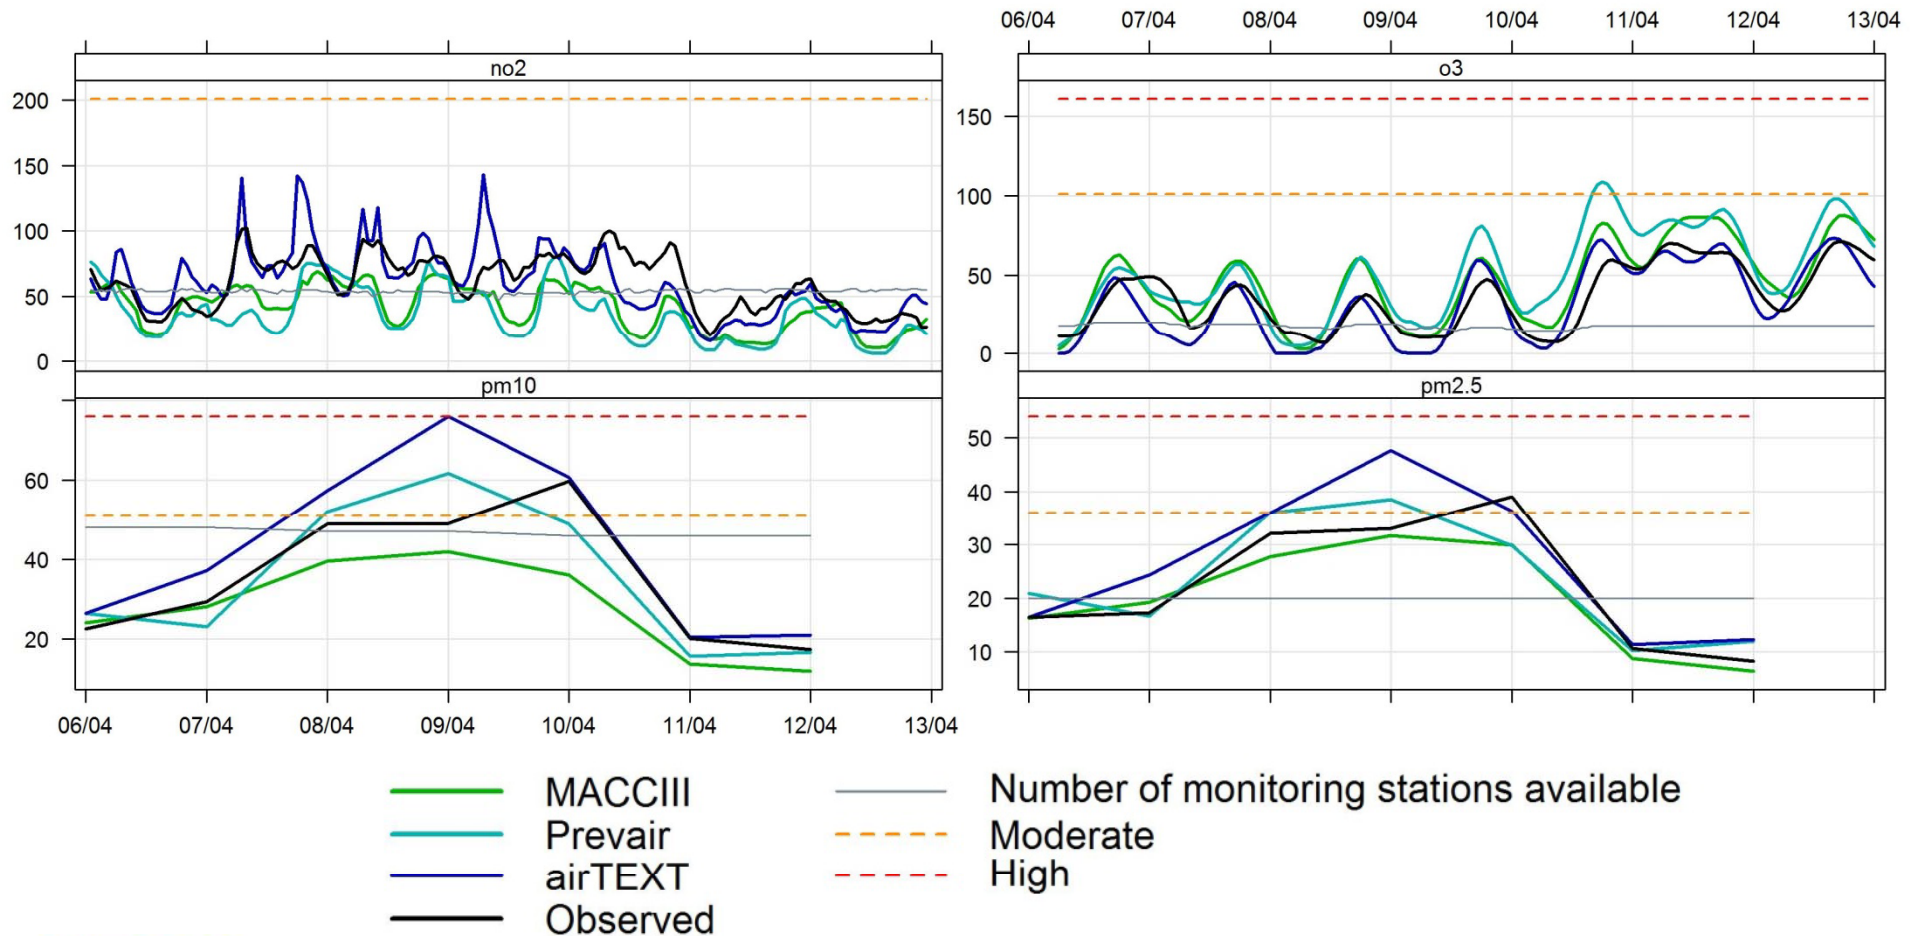 06/04 07/04 08/04 09/04 10/04 11/04 12/04 13/04
no2
o3
200
150
100
50
0
150
100
50
0
pm10
pm2.5
60
40
20
50
40
30
20
10
06/04 07/04 08/04 09/04 10/04 11/04 12/04 13/04
MACCIII
Prevair
airTEXT
Observed
Number of monitoring stations available
Moderate
High